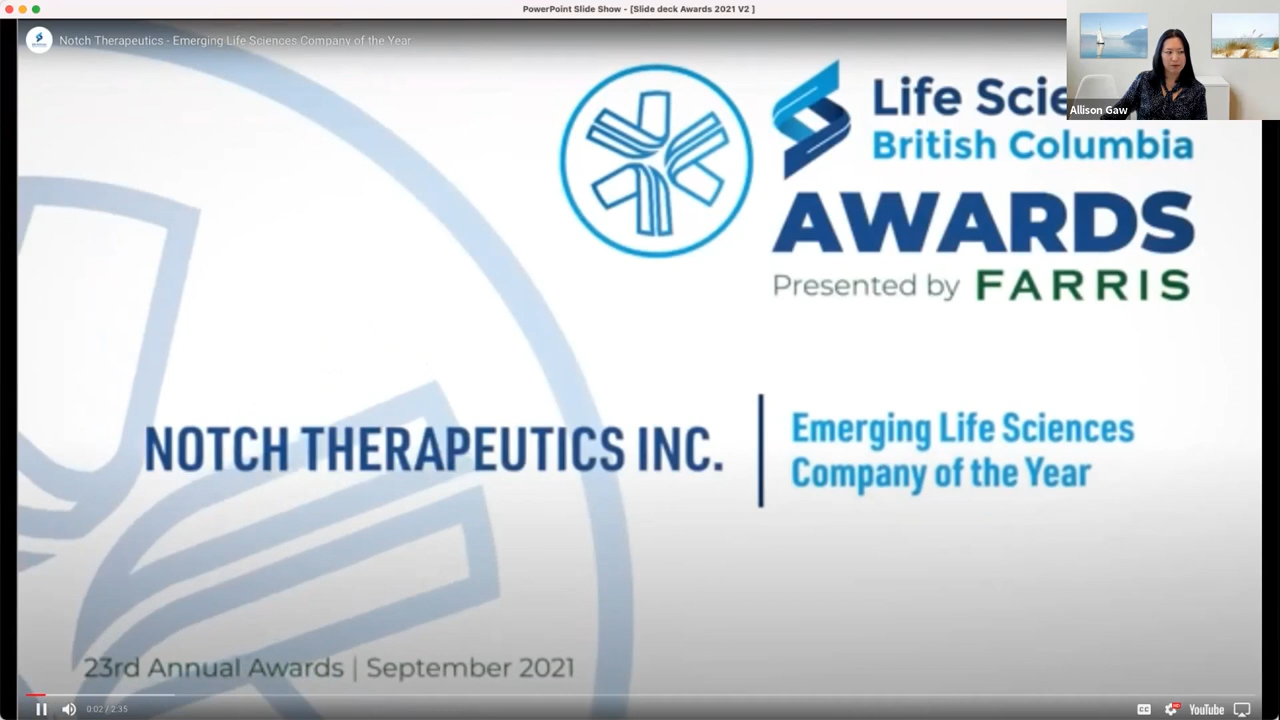 PowerPoint Slide Show - [Slide deck Awards 2021 V2 ]
Notch Therapeutics - Emerging Life Sciences Company of the Year
Allison Gaw
Life Scie
British Columbia
AWARDS
Presented by FARRIS
NOTCH THERAPEUTICS INC.
Emerging Life Sciences
Company of the Year
23rd Annual Awards | September 2021
0:02 / 2:35
CC
YouTube